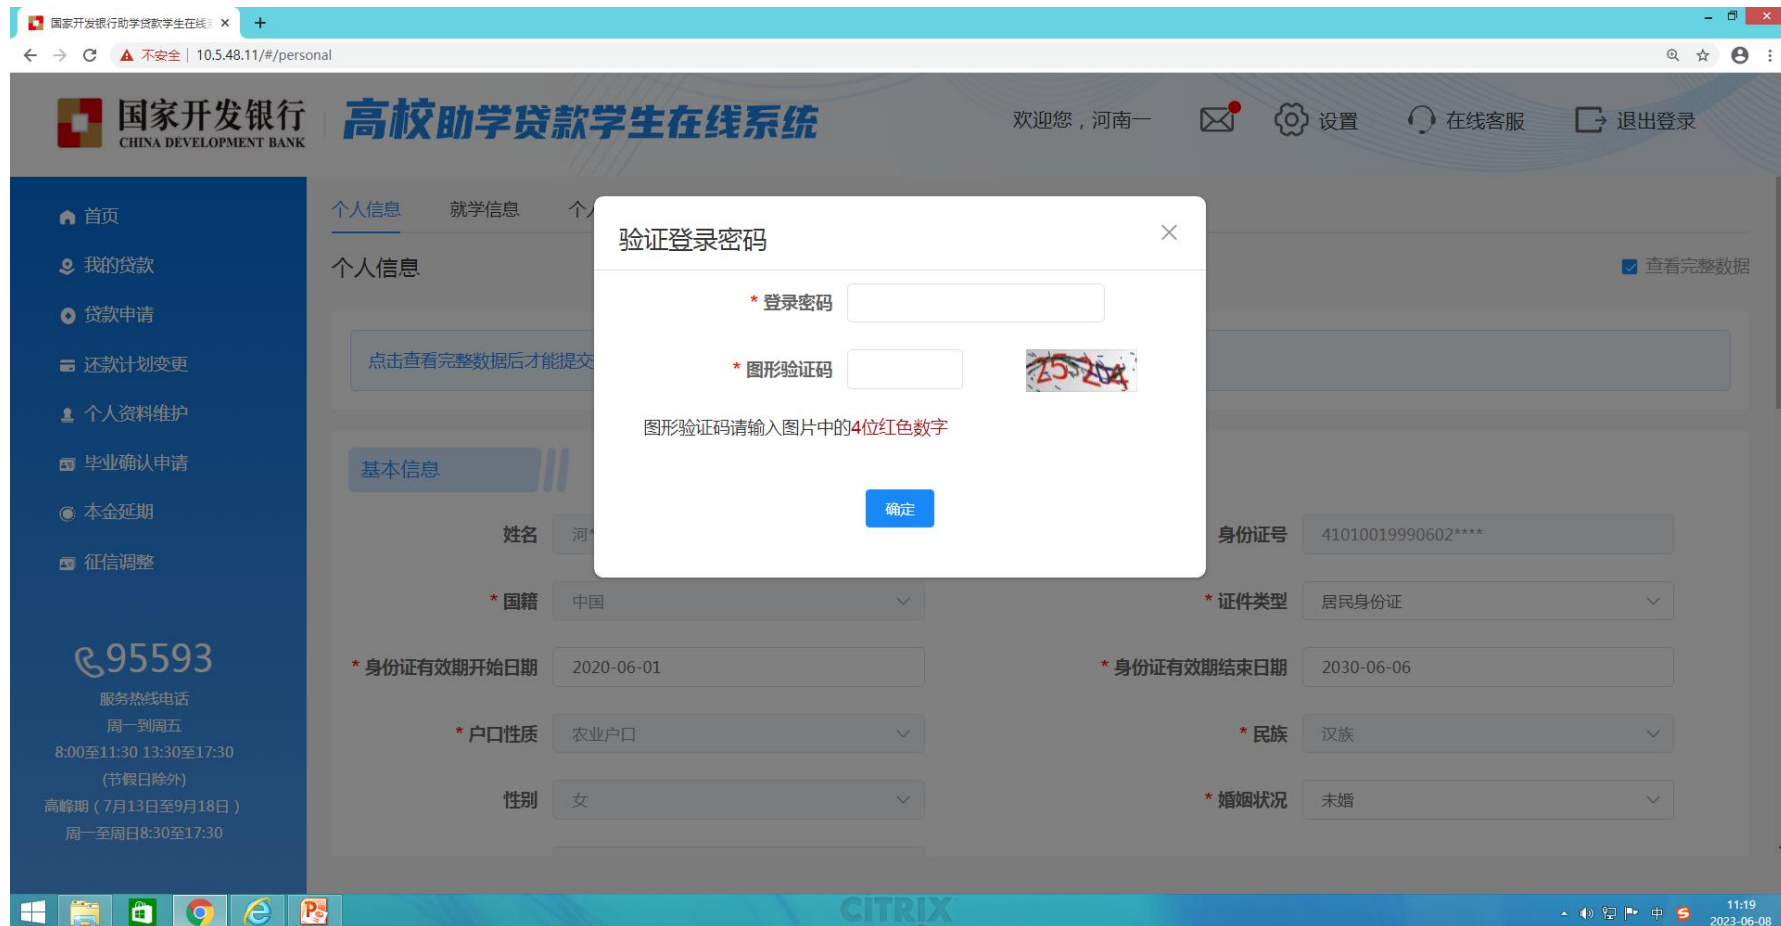 国家开发银行助学贷款学生在线
不安全 | 10.5.48.11/#/personal
国家开发银行
CHINA DEVELOPMENT BANK
高校助学贷款学生在线系统
欢迎您，河南一
设置
在线客服
退出登录
首页
我的贷款
贷款申请
还款计划变更
个人资料维护
毕业确认申请
本金延期
征信调整
95593
服务热线电话
周一到周五
8:00至11:30 13:30至17:30
(节假日除外)
高峰期（7月13日至9月18日）
周一至周日8:30至17:30
个人信息 就学信息 个
个人信息
查看完整数据
点击查看完整数据后才能提交
验证登录密码
* 登录密码
* 图形验证码
图形验证码请输入图片中的4位红色数字
确定
基本信息
姓名 河*
身份证号 41010019990602****
* 国籍 中国
* 证件类型 居民身份证
* 身份证有效期开始日期 2020-06-01
* 身份证有效期结束日期 2030-06-06
* 户口性质 农业户口
* 民族 汉族
性别 女
* 婚姻状况 未婚
CITRIX
中
11:19
2023-06-08